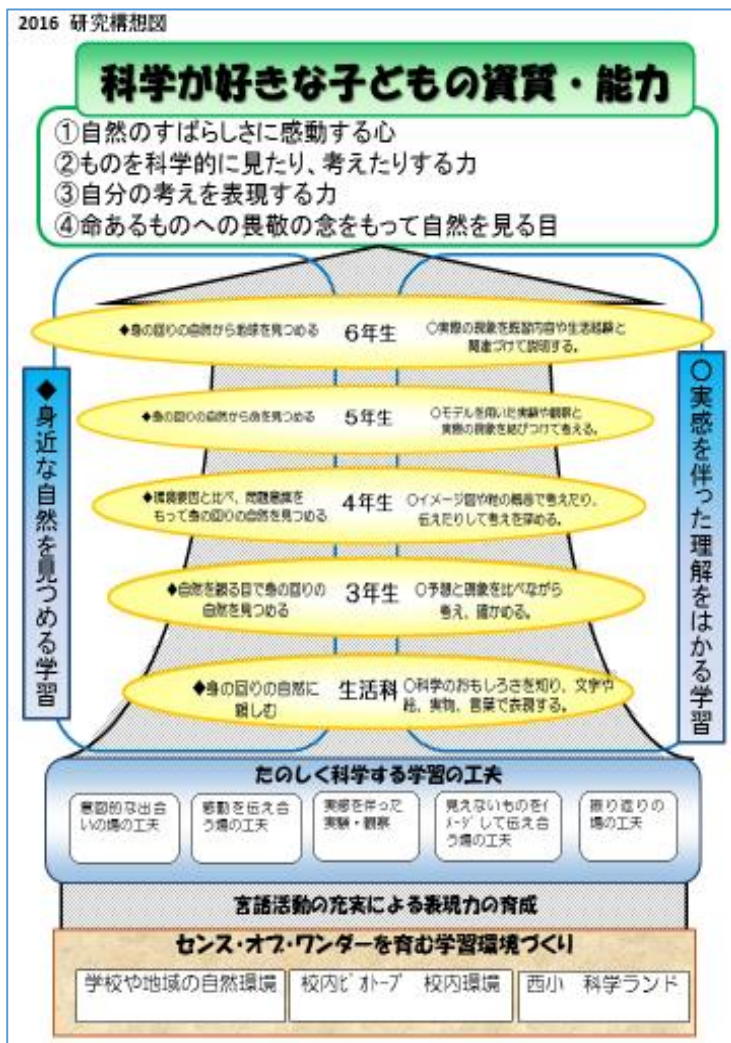 2016 研究構想図
科学が好きな子どもの資質・能力
①自然のすばらしさに感動する心
②ものを科学的に見たり、考えたりする力
③自分の考えを表現する力
④命あるものへの畏敬の念をもって自然を見る目
◆身近な自然を見つめる学習
○実感を伴った理解をはかる学習
◆身の回りの自然から地球を見つめる
6年生
○実際の現象を既習内容や生活経験と
関連づけて説明する。
◆身の回りの自然から命を見つめる
5年生
○モデルを用いた実験や観察と
実際の現象を結びつけて考える。
◆環境要因と比べ、問題意識を
もって身の回りの自然を見つめる
4年生
○イメージ図や粒の概念で考えたり、
伝えたりして考えを深める。
◆自然を観る目で身の回りの
自然を見つめる
3年生
○予想と現象を比べながら
考え、確かめる。
◆身の回りの自然に
親しむ
生活科
○科学のおもしろさを知り、文字や
絵、実物、言葉で表現する。
たのしく科学する学習の工夫
意図的な出合
いの場の工夫
感動を伝え合
う場の工夫
実感を伴った
実験・観察
見えないものをイ
メージして伝え合
う場の工夫
振り返りの
場の工夫
言語活動の充実による表現力の育成
センス・オブ・ワンダーを育む学習環境づくり
学校や地域の自然環境
校内ビオトープ 校内環境
西小 科学ランド